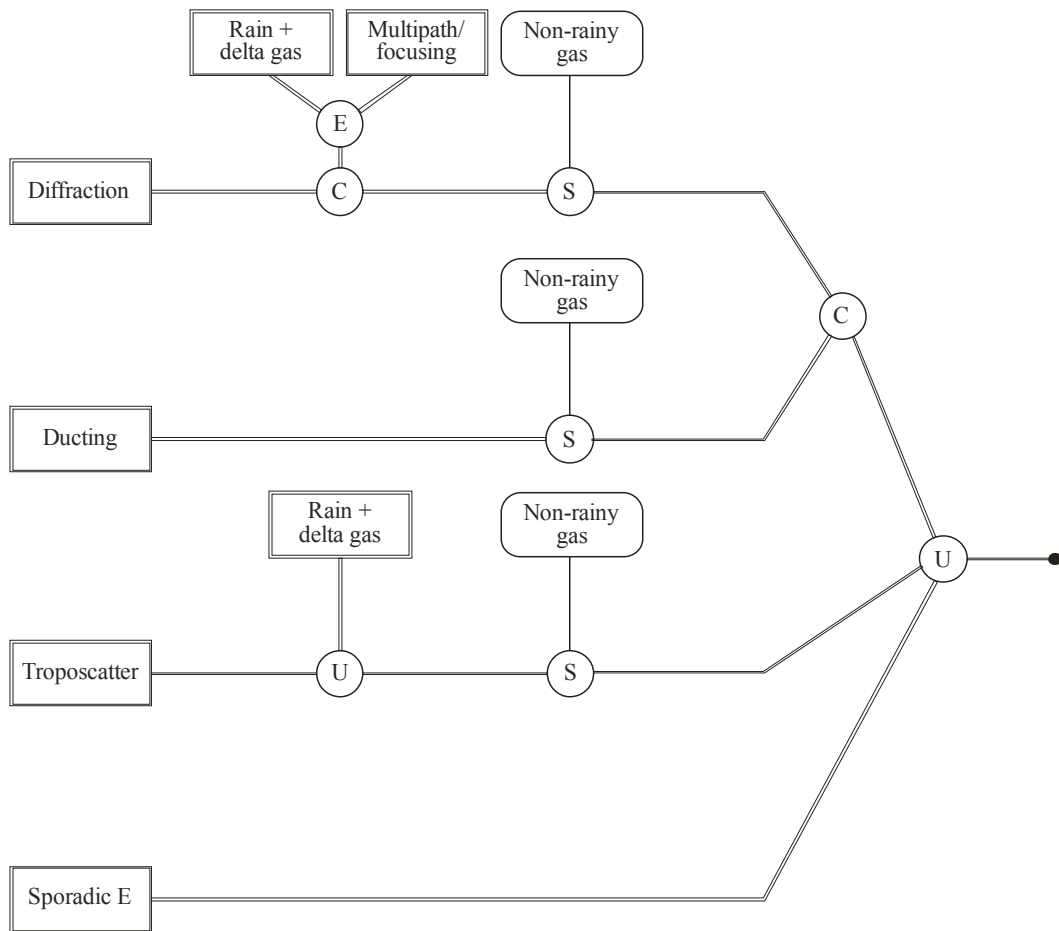 Rain +
delta gas
Multipath/
focusing
Non-rainy
gas
E
Diffraction
C
S
Non-rainy
gas
C
Ducting
S
Rain +
delta gas
Non-rainy
gas
U
Troposcatter
U
S
Sporadic E